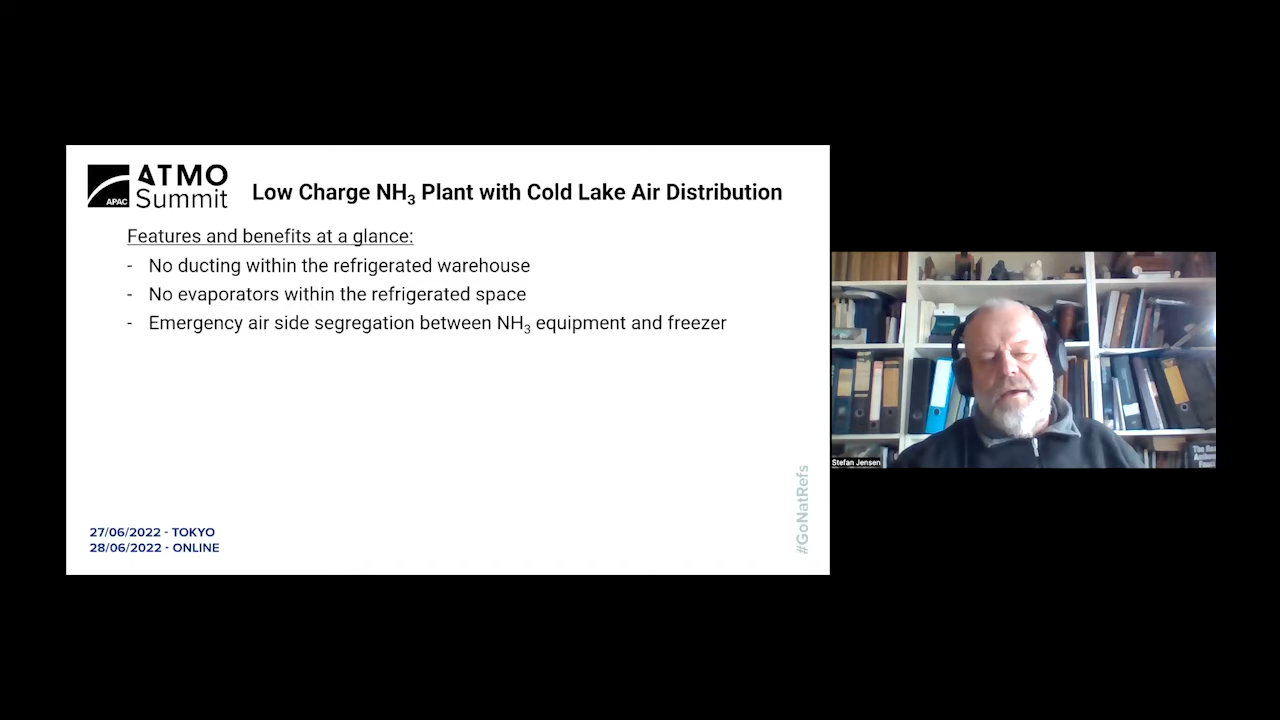 ATMO
Summit
APAC
Low Charge NH₃ Plant with Cold Lake Air Distribution
Features and benefits at a glance:
- No ducting within the refrigerated warehouse
- No evaporators within the refrigerated space
- Emergency air side segregation between NH₃ equipment and freezer
27/06/2022 - TOKYO
28/06/2022 - ONLINE
#GoNatRefs
Stefan Jensen